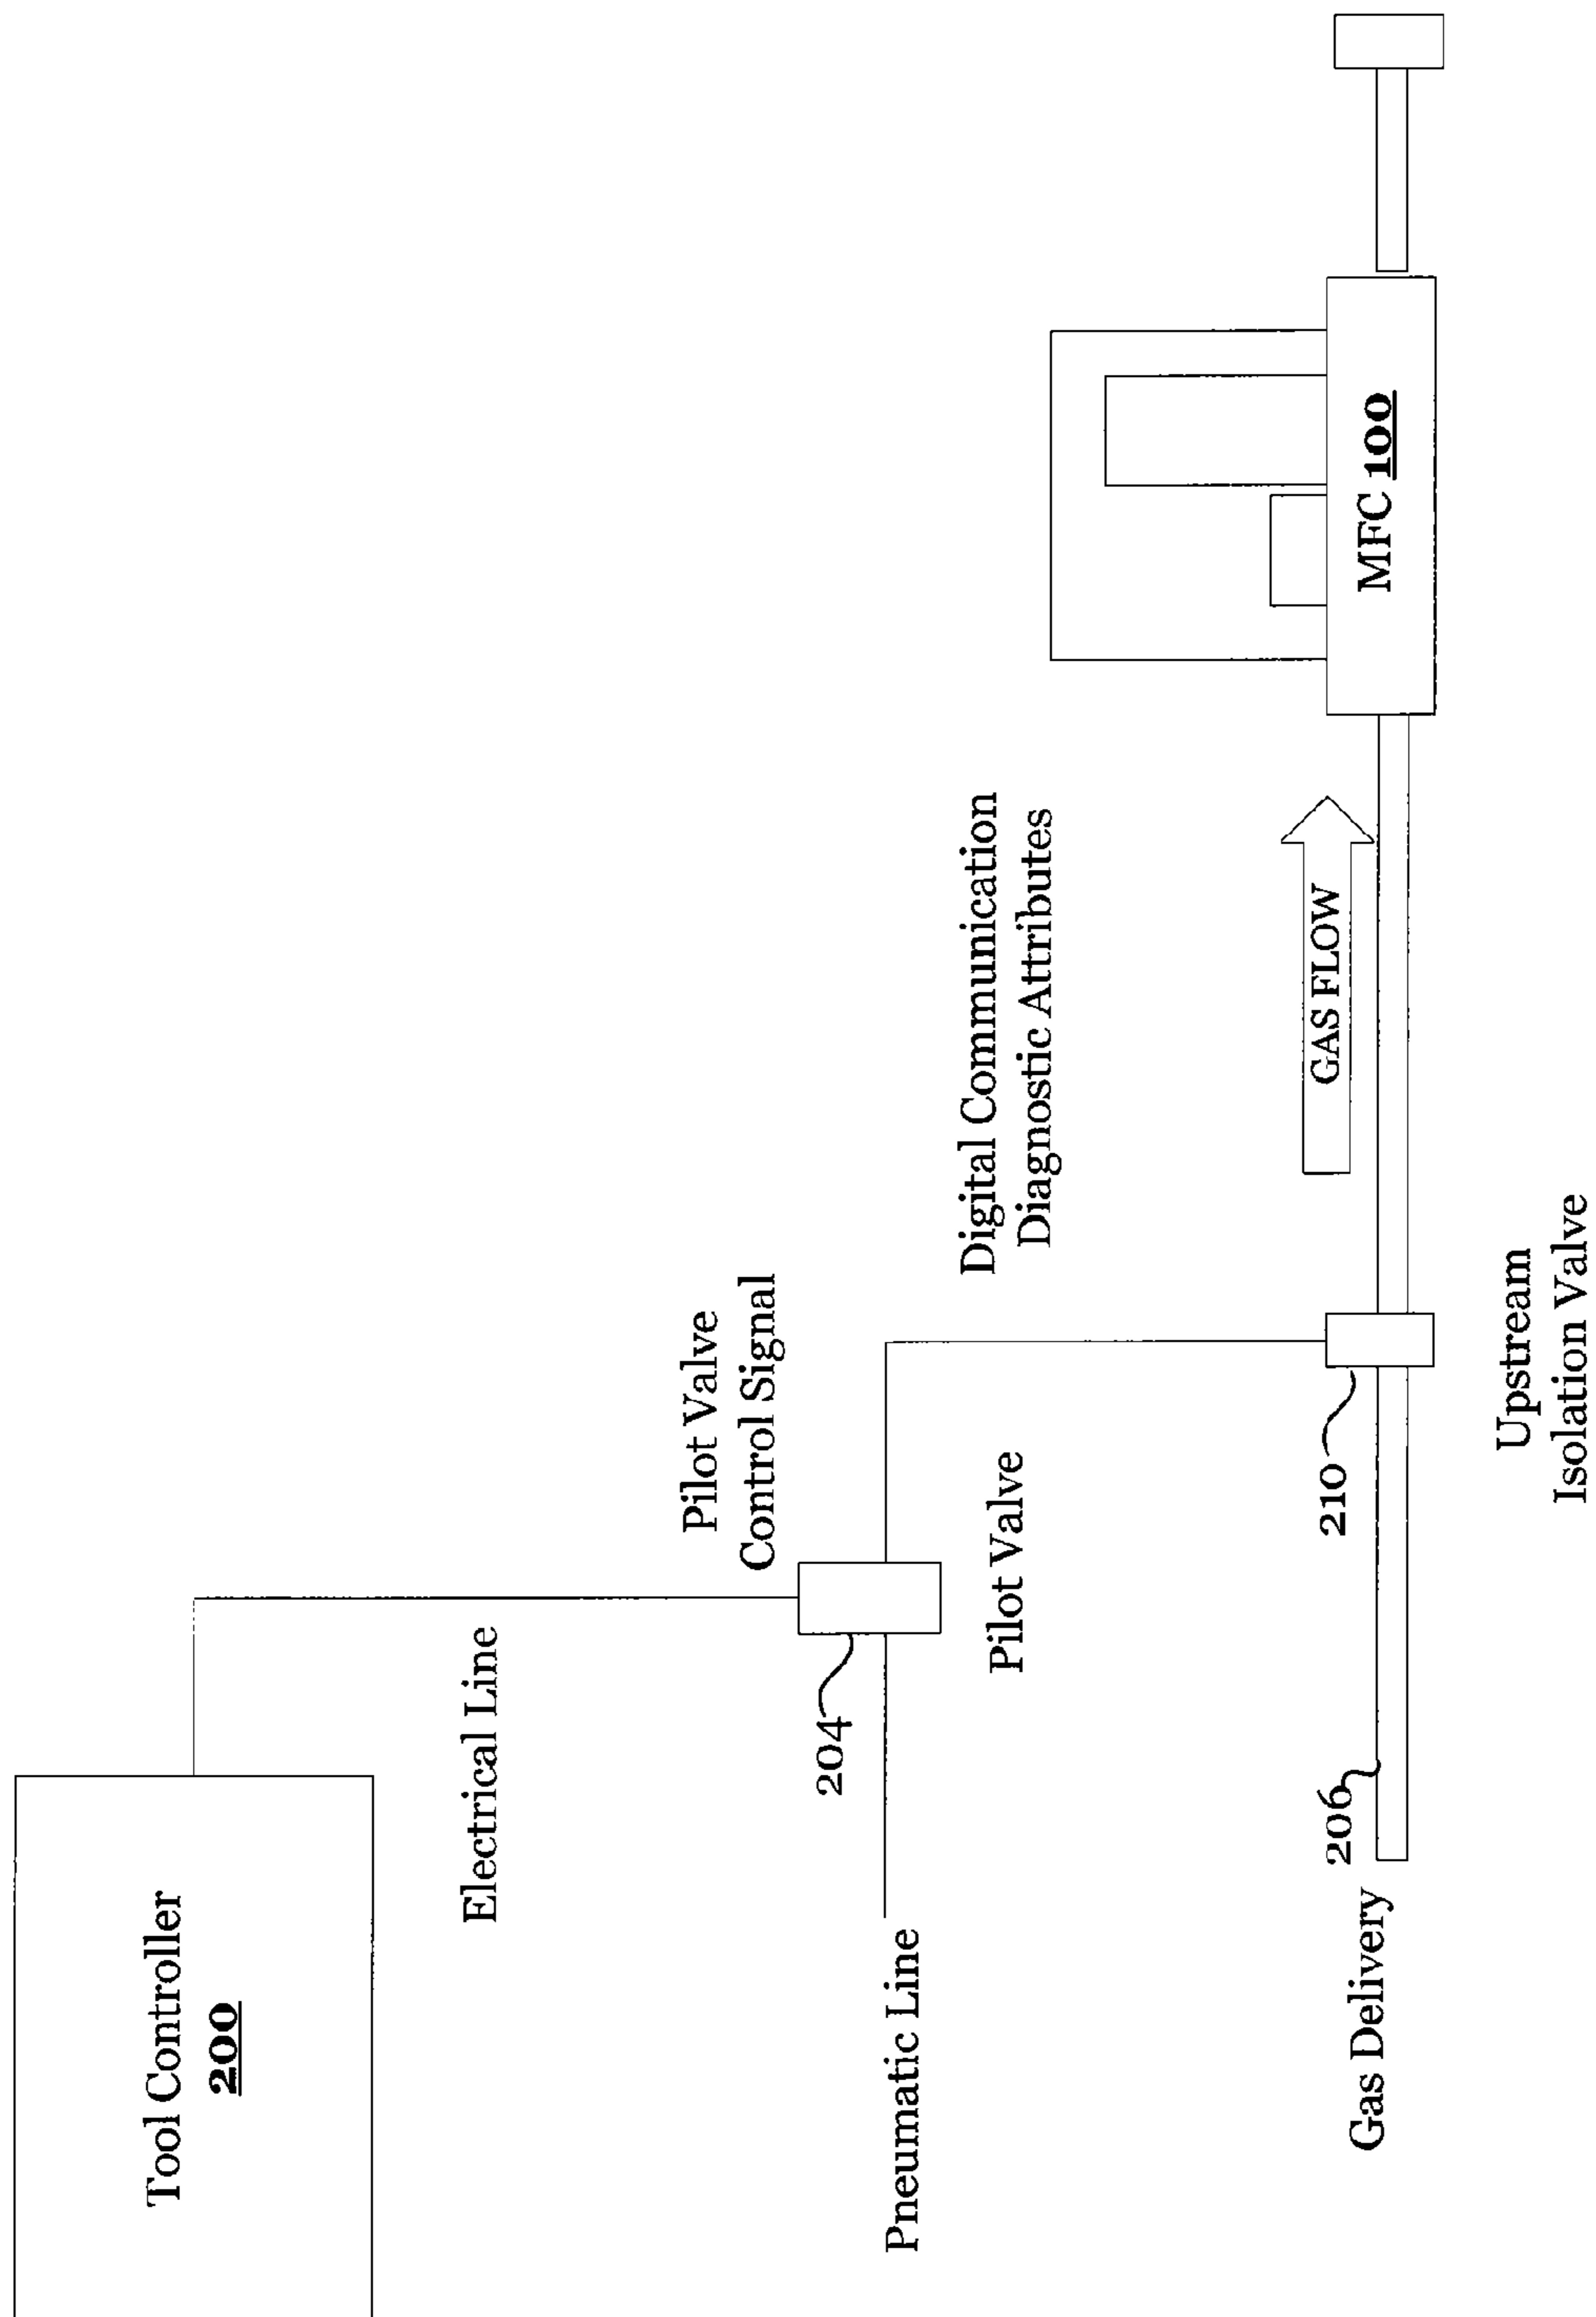 Tool Controller
200
Electrical Line
Pilot Valve
Control Signal
204
Pneumatic Line
Pilot Valve
Digital Communication
Diagnostic Attributes
GAS FLOW
MFC 100
206
210
Gas Delivery
Upstream
Isolation Valve